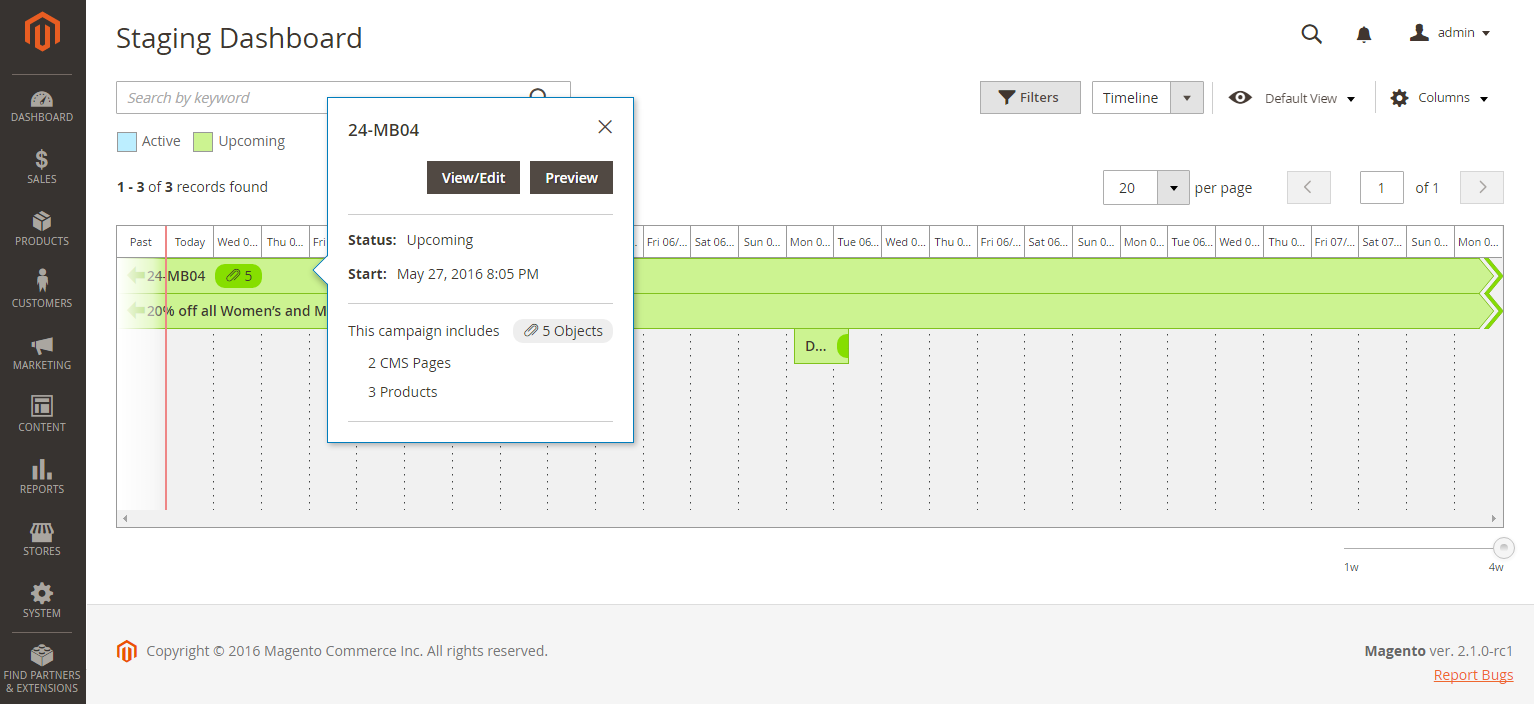 Staging Dashboard
admin
Search by keyword
Filters
Timeline
Default View
Columns
Active
Upcoming
1 - 3 of 3 records found
20
per page
1
of 1
24-MB04
View/Edit
Preview
Status: Upcoming
Start: May 27, 2016 8:05 PM
This campaign includes
5 Objects
2 CMS Pages
3 Products
Past Today Wed 0... Thu 0... Fri
Fri 06/... Sat 06... Sun 0... Mon 0... Tue 06... Wed 0... Thu 0... Fri 06/... Sat 06... Sun 0... Mon 0... Tue 06... Wed 0... Thu 0... Fri 07/... Sat 07... Sun 0... Mon 0...
24-MB04 5
20% off all Women's and M
D...
1w
4w
DASHBOARD
SALES
PRODUCTS
CUSTOMERS
MARKETING
CONTENT
REPORTS
STORES
SYSTEM
FIND PARTNERS
& EXTENSIONS
Copyright © 2016 Magento Commerce Inc. All rights reserved.
Magento ver. 2.1.0-rc1
Report Bugs